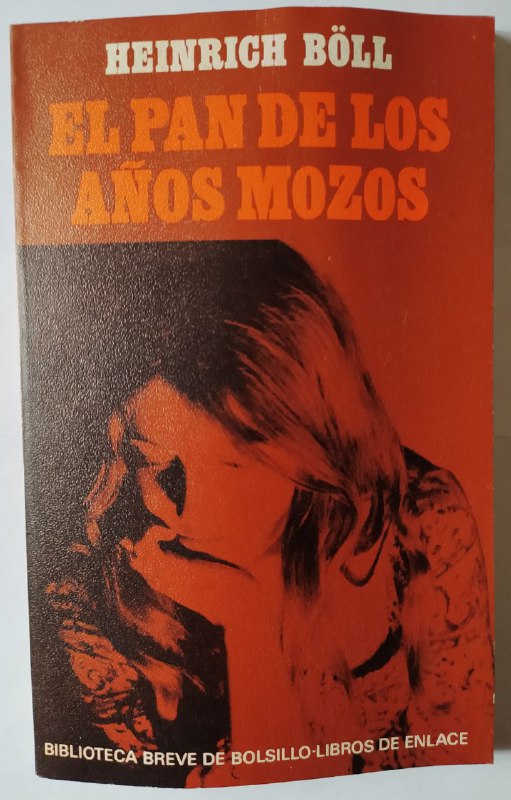 HEINRICH BÖLL
EL PAN DE LOS
AÑOS MOZOS
BIBLIOTECA BREVE DE BOLSILLO-LIBROS DE ENLACE